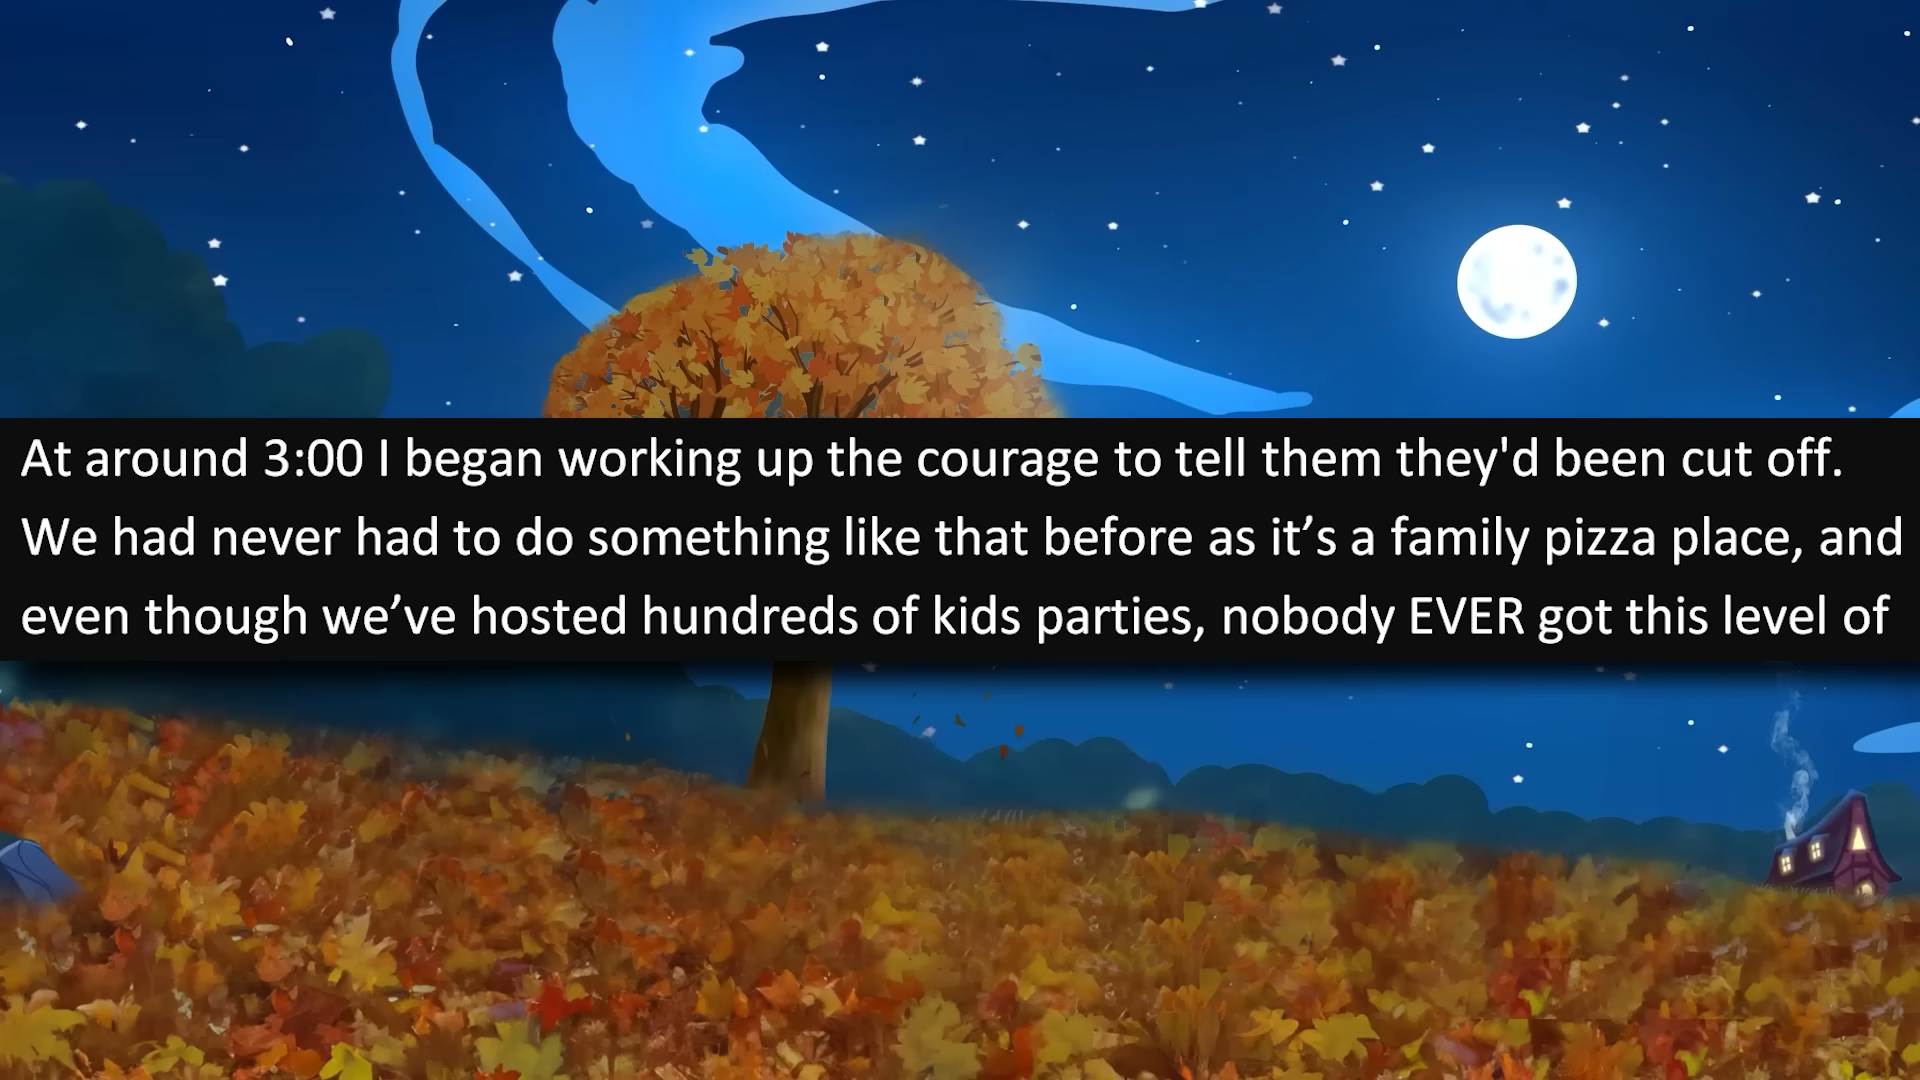 At around 3:00 I began working up the courage to tell them they'd been cut off.
We had never had to do something like that before as it’s a family pizza place, and
even though we’ve hosted hundreds of kids parties, nobody EVER got this level of